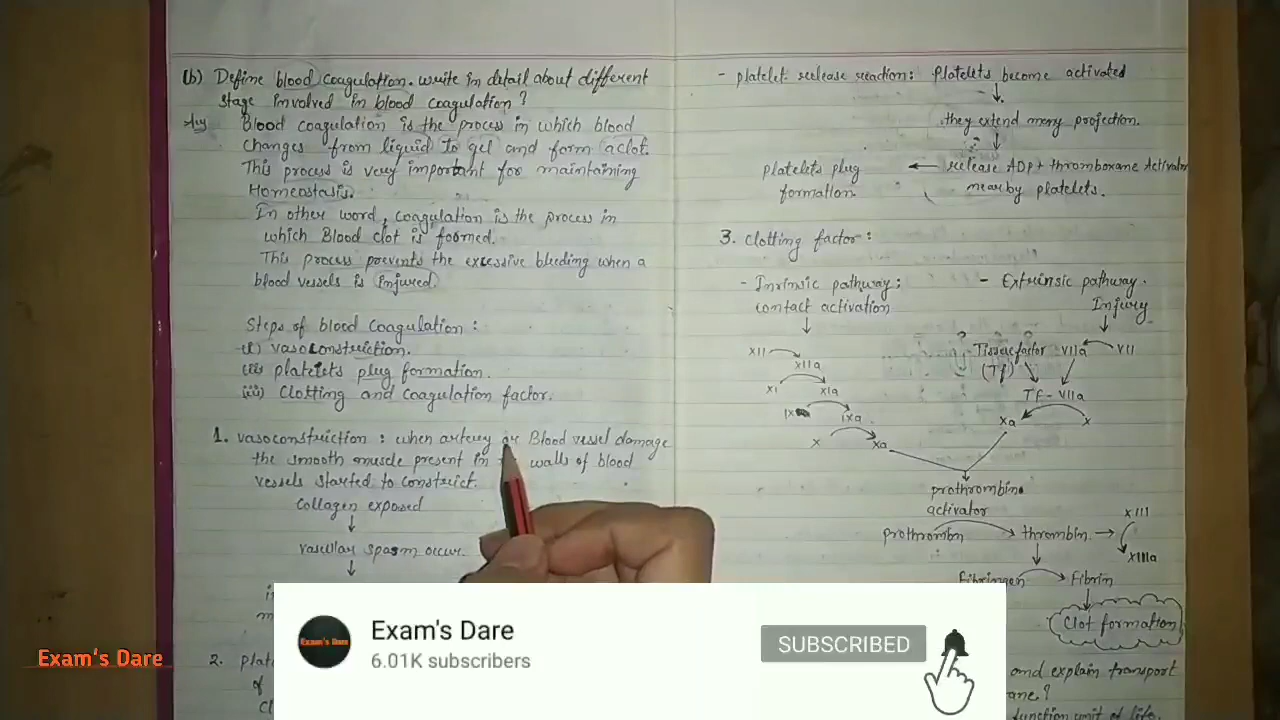 (b) Define blood coagulation. write in detail about different
stage involved in blood coagulation?
Ans Blood coagulation is the process in which blood
changes from liquid to gel and form a clot.
This process is very important for maintaining
Homeostasis.
In other word, coagulation is the process in
which Blood clot is formed.
This process prevents the excessive bleeding when a
blood vessels is injured
Steps of blood Coagulation:
(i) vasoconstriction.
(ii) platelets plug formation.
(iii) Clotting and Coagulation factor.
1. vasoconstriction: when artery or Blood vessel damage
the smooth muscle present in walls of blood
vessels started to constrict.
Collagen exposed
↓
vascular spasm occur.
↓
2. plat
of
- platelet release reaction: Platelets become activated
↓
they extend many projection.
↓
platelets plug ← release ADP + thromboxane Activator
formation. nearby platelets.
3. Clotting factor:
- Intrinsic pathway: - Extrinsic pathway.
contact activation Injury
↓ ↓
XII XIIa Tissue factor VIIa VII
(Tf)
XI XIa Tf-VIIa
IX IXa Xa X
X Xa
prothrombin
activator
XIII
prothrombin thrombin →
XIIIa
Fibrinogen Fibrin
Clot formation
and explain transport
function unit of life.
Exam's Dare
6.01K subscribers
SUBSCRIBED
Exam's Dare
Exam's Dare